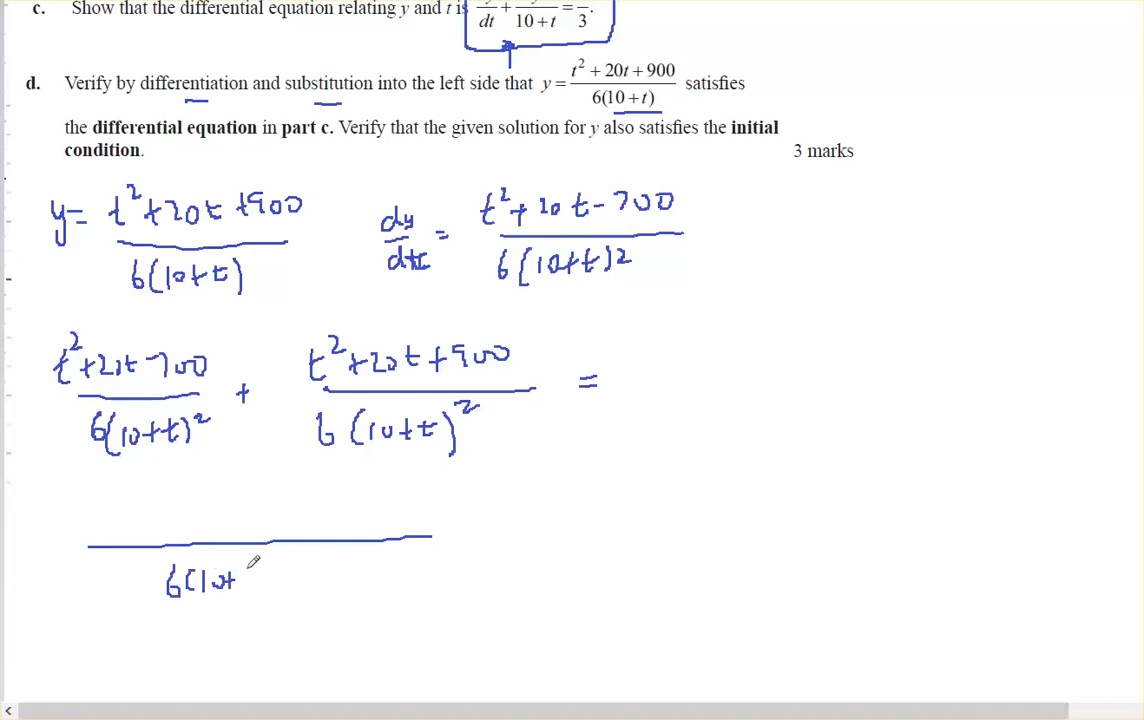 c. Show that the differential equation relating y and t is dt + 10 + t = 3.
d. Verify by differentiation and substitution into the left side that y = t² + 20t + 900 / 6(10 + t) satisfies
the differential equation in part c. Verify that the given solution for y also satisfies the initial
condition.
3 marks
y = t² + 20t + 900 / 6(10+t) dy/dt = t² + 20t - 700 / 6(10+t)2
t² + 20t - 700 / 6(10+t)² + t² + 20t + 900 / 6(10+t)² =
6(10+